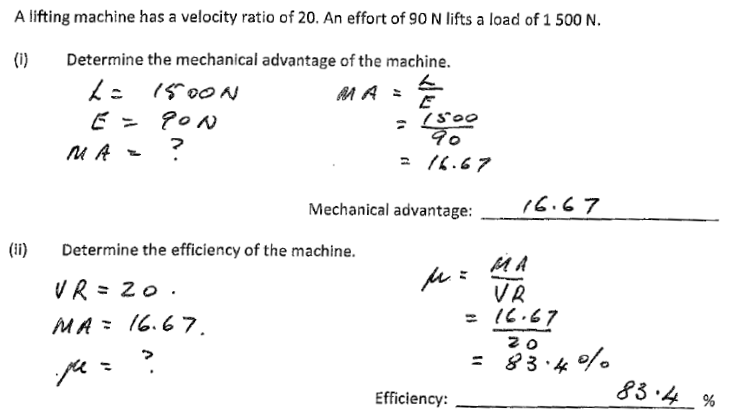 A lifting machine has a velocity ratio of 20. An effort of 90 N lifts a load of 1 500 N.
(i) Determine the mechanical advantage of the machine.
L = 1500N
E = 90N
MA = ?
MA = L/E
= 1500/90
= 16.67
Mechanical advantage: 16.67
(ii) Determine the efficiency of the machine.
VR = 20.
MA = 16.67.
μ = ?
μ = MA/VR
= 16.67/20
= 83.4%
Efficiency: 83.4 %